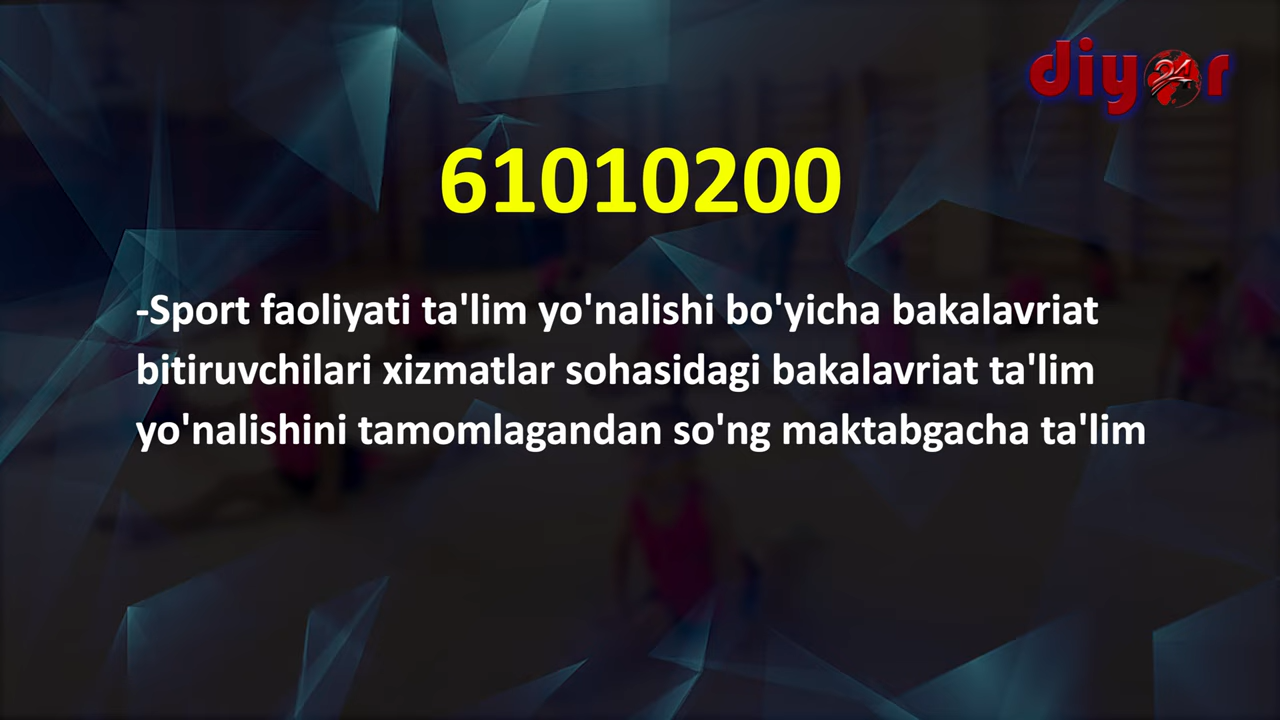 diyor 24
61010200
-Sport faoliyati ta'lim yo'nalishi bo'yicha bakalavriat
bitiruvchilari xizmatlar sohasidagi bakalavriat ta'lim
yo'nalishini tamomlagandan so'ng maktabgacha ta'lim